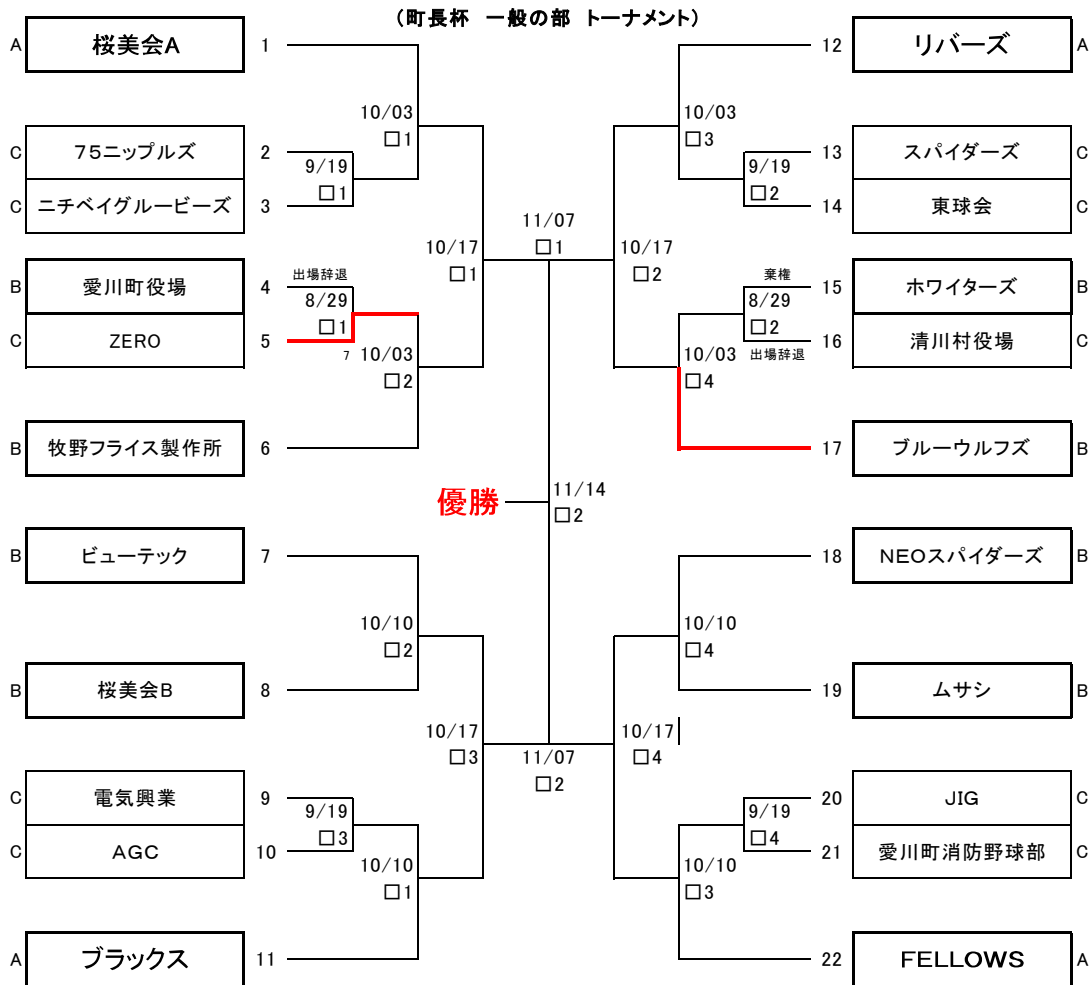 (町長杯 一般の部 トーナメント)
A 桜美会A 1
10/03
□1
C 75ニップルズ 2
9/19
□1
C ニチベイグルービーズ 3
10/17
□1
B 愛川町役場 4
出場辞退
8/29
□1
C ZERO 5
7 10/03
□2
B 牧野フライス製作所 6
B ビューテック 7
10/10
□2
B 桜美会B 8
10/17
□3
C 電気興業 9
9/19
□3
C AGC 10
10/10
□1
A ブラックス 11
11/07
□1
優勝
11/14
□2
11/07
□2
12 リバーズ A
10/03
□3
13 スパイダーズ C
9/19
□2
14 東球会 C
10/17
□2
棄権
15 ホワイターズ B
8/29
□2
16 清川村役場 C
出場辞退
10/03
□4
17 ブルーウルフズ B
18 NEOスパイダーズ B
10/10
□4
19 ムサシ B
10/17
□4
20 JIG C
9/19
□4
21 愛川町消防野球部 C
10/10
□3
22 FELLOWS A